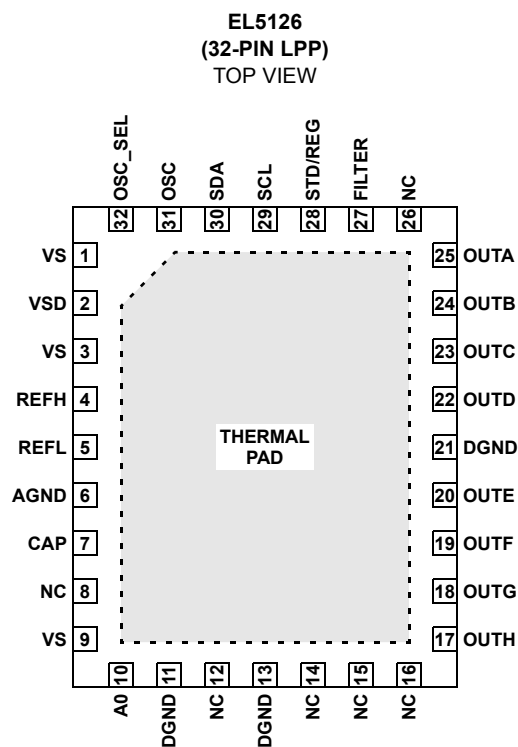 EL5126
(32-PIN LPP)
TOP VIEW
32 OSC_SEL
31 OSC
30 SDA
29 SCL
28 STD/REG
27 FILTER
26 NC
VS 1
VSD 2
VS 3
REFH 4
REFL 5
AGND 6
CAP 7
NC 8
VS 9
THERMAL
PAD
25 OUTA
24 OUTB
23 OUTC
22 OUTD
21 DGND
20 OUTE
19 OUTF
18 OUTG
17 OUTH
A0 10
DGND 11
NC 12
DGND 13
NC 14
NC 15
NC 16